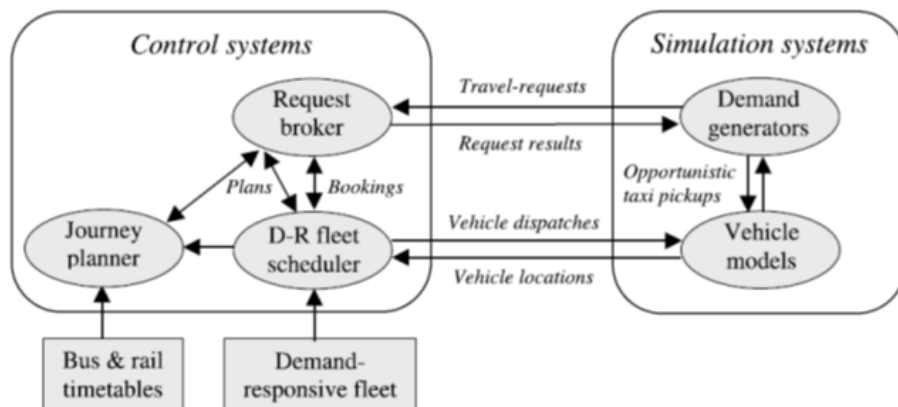 Control systems
Simulation systems
Request
broker
Travel-requests
Request results
Demand
generators
Plans
Bookings
Opportunistic
taxi pickups
Journey
planner
D-R fleet
scheduler
Vehicle dispatches
Vehicle locations
Vehicle
models
Bus & rail
timetables
Demand-
responsive fleet